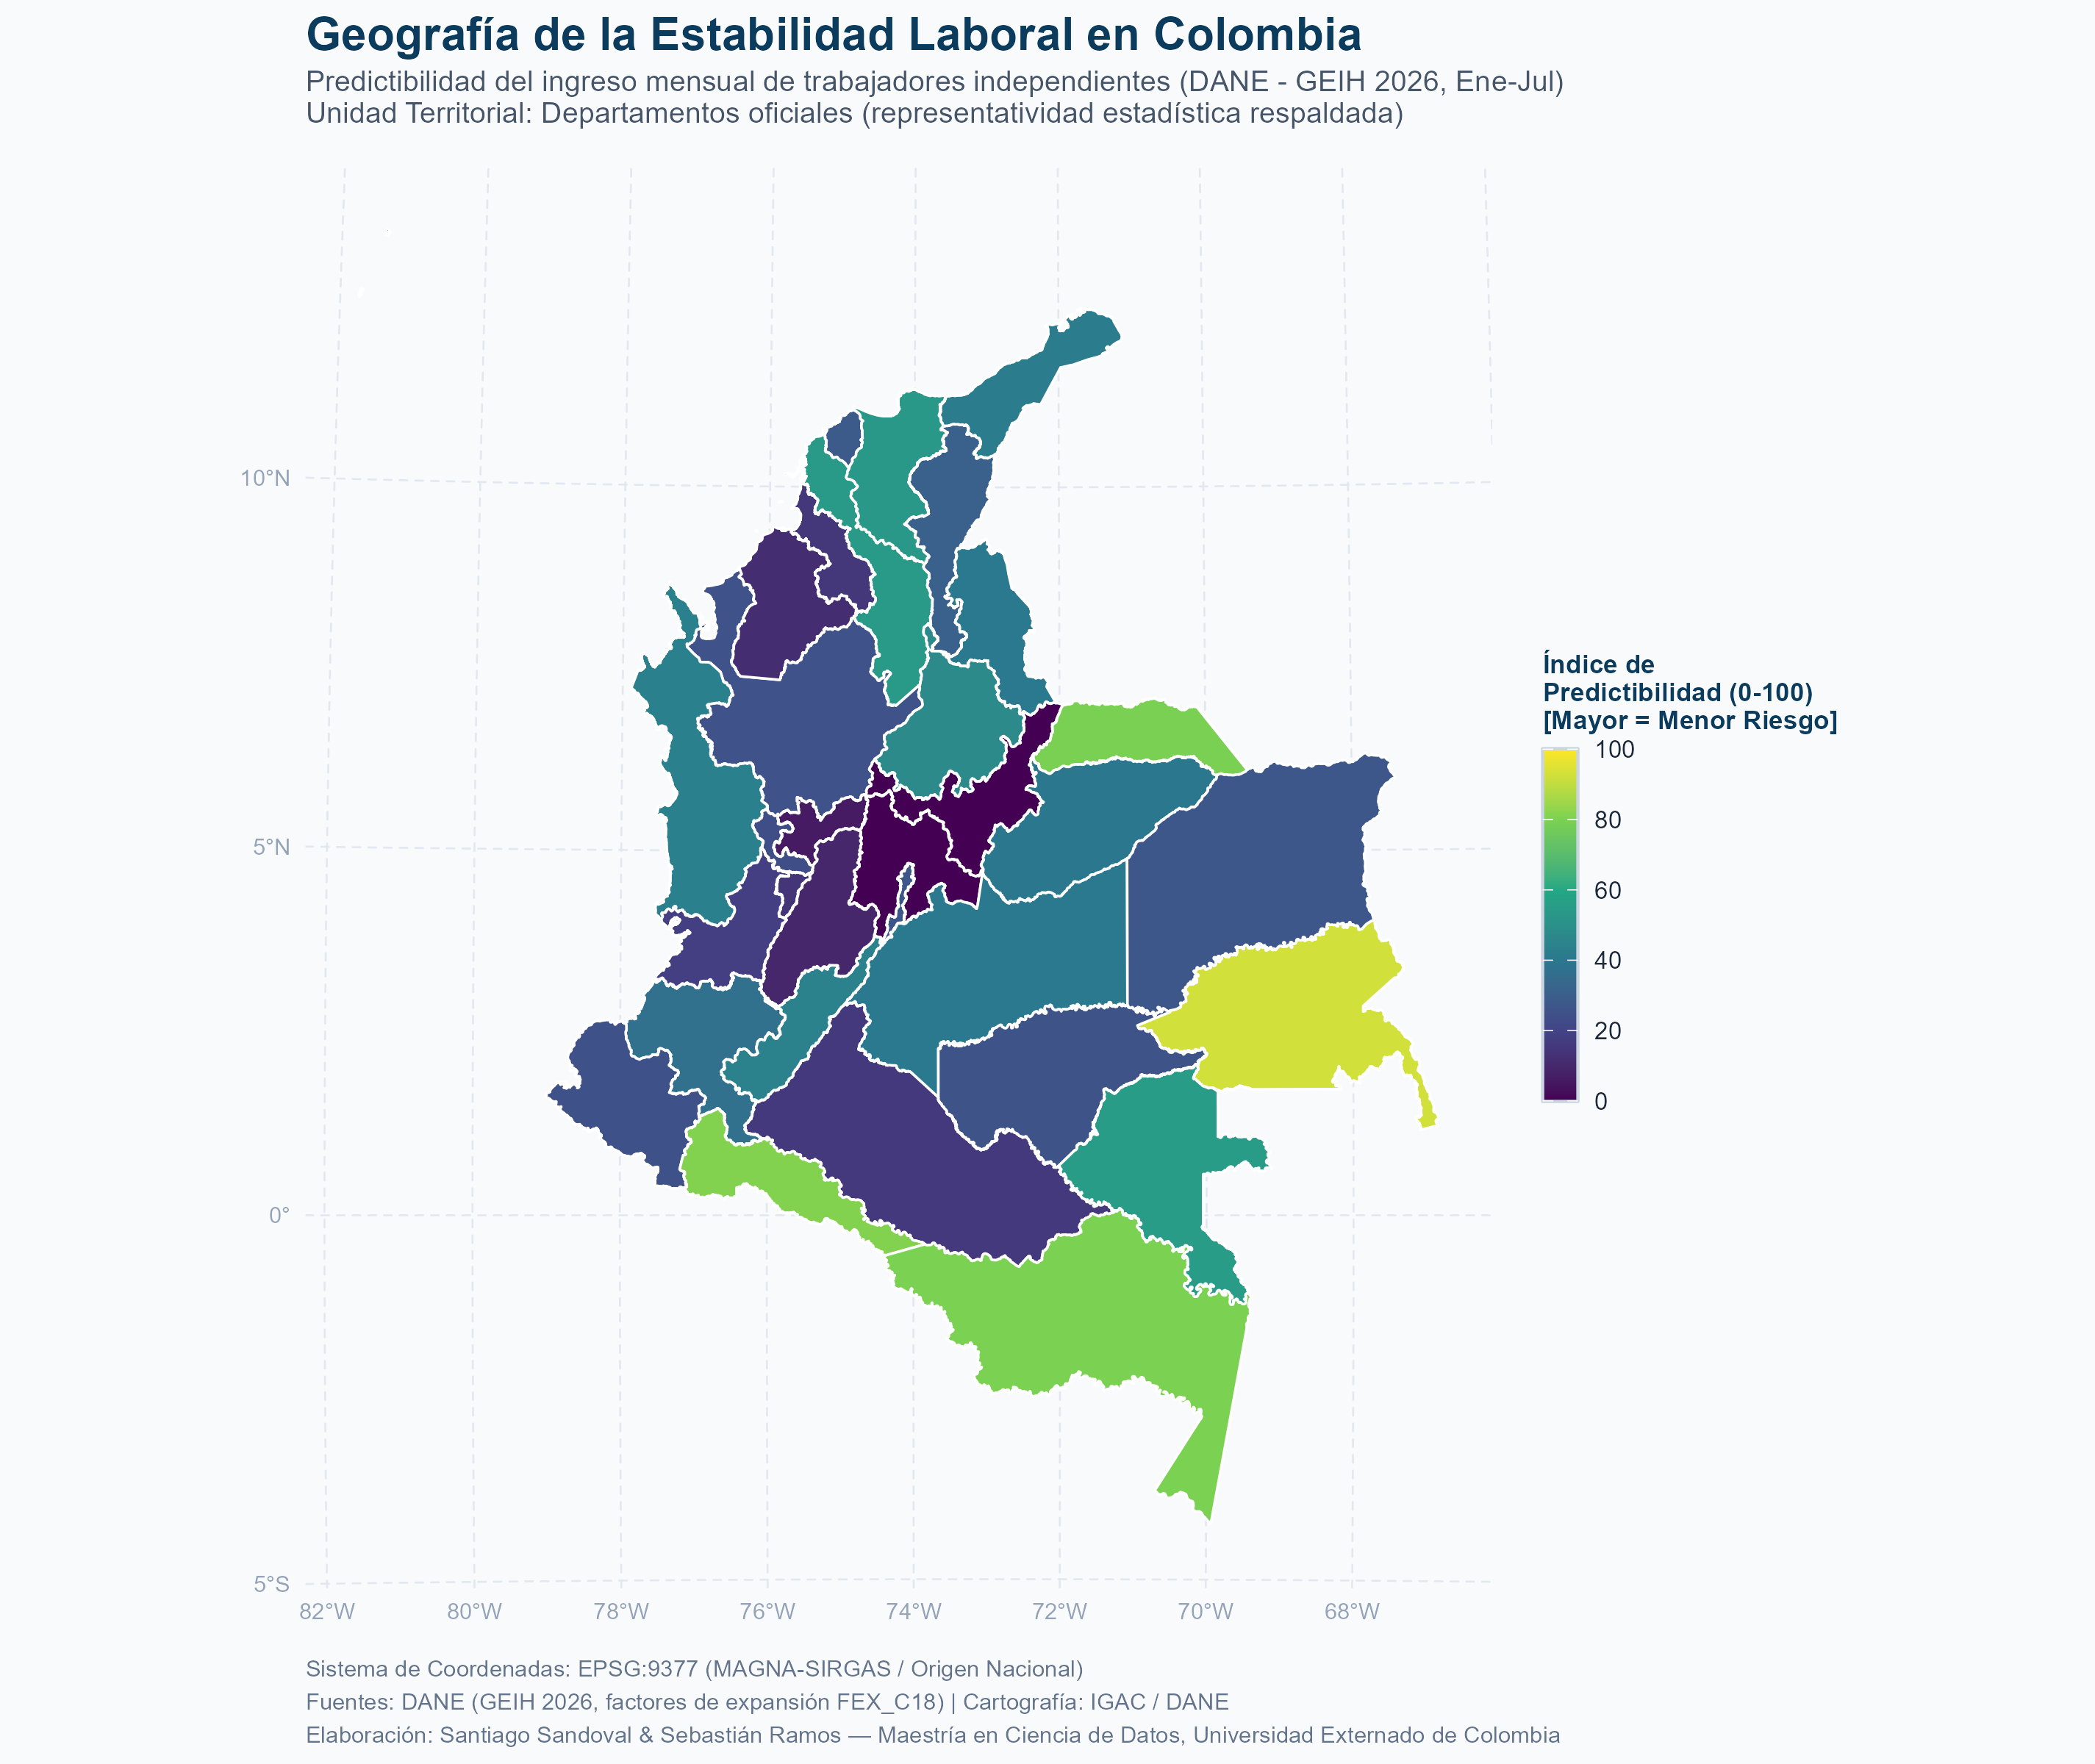 Geografía de la Estabilidad Laboral en Colombia
Predictibilidad del ingreso mensual de trabajadores independientes (DANE - GEIH 2026, Ene-Jul)
Unidad Territorial: Departamentos oficiales (representatividad estadística respaldada)
10°N
5°N
0°
5°S
82°W
80°W
78°W
76°W
74°W
72°W
70°W
68°W
Índice de
Predictibilidad (0-100)
[Mayor = Menor Riesgo]
100
80
60
40
20
0
Sistema de Coordenadas: EPSG:9377 (MAGNA-SIRGAS / Origen Nacional)
Fuentes: DANE (GEIH 2026, factores de expansión FEX_C18) | Cartografía: IGAC / DANE
Elaboración: Santiago Sandoval & Sebastián Ramos — Maestría en Ciencia de Datos, Universidad Externado de Colombia